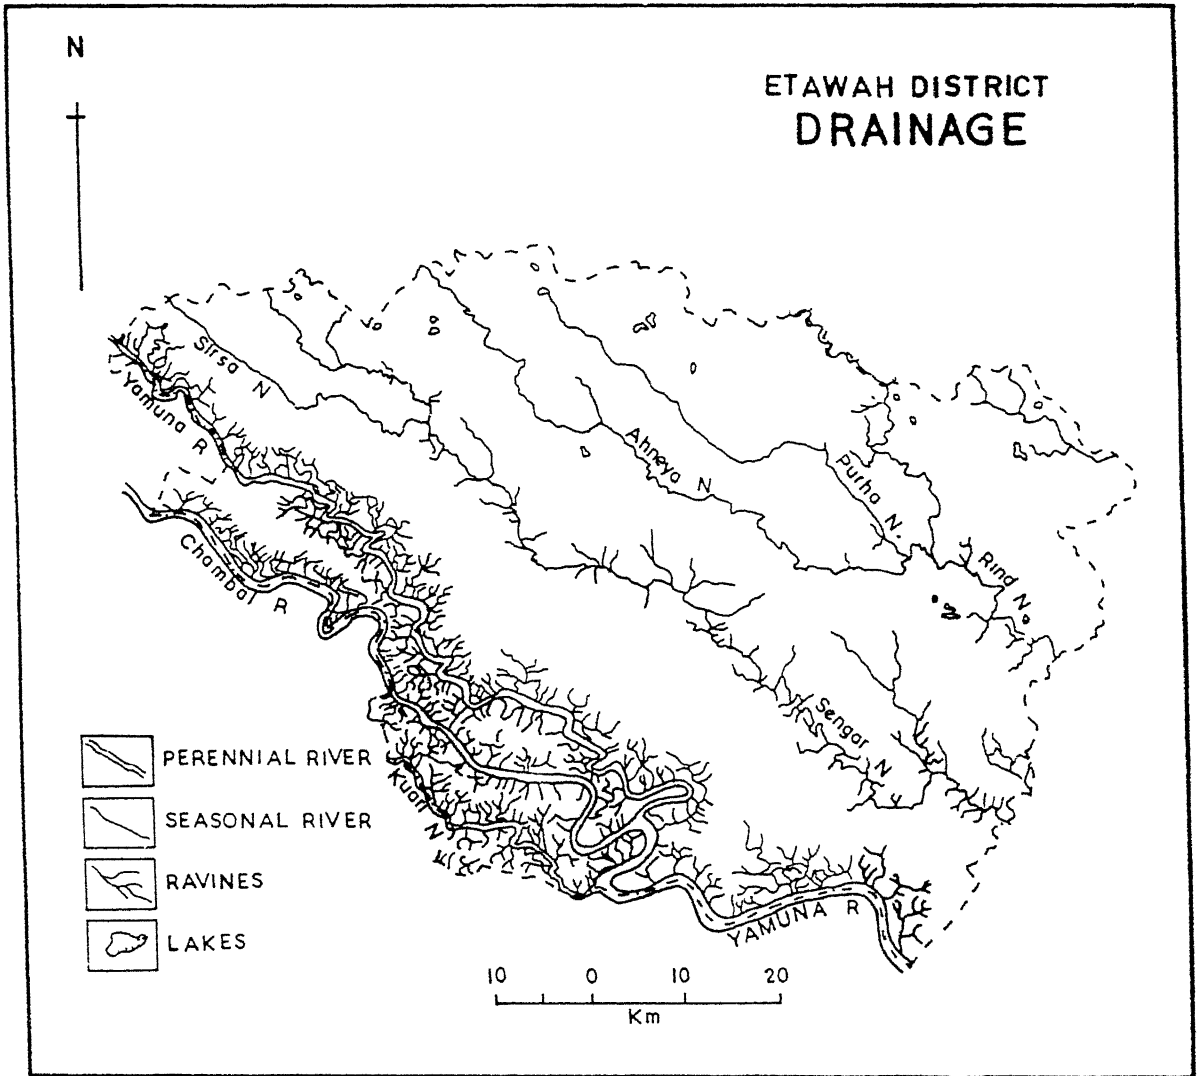 N
ETAWAH DISTRICT
DRAINAGE
Sirsa N
Yamuna R
Ahneya N
Purha N.
Chambal R
Rind N.
Sengar N
Kuari N
PERENNIAL RIVER
SEASONAL RIVER
RAVINES
LAKES
YAMUNA R
10 0 10 20
Km